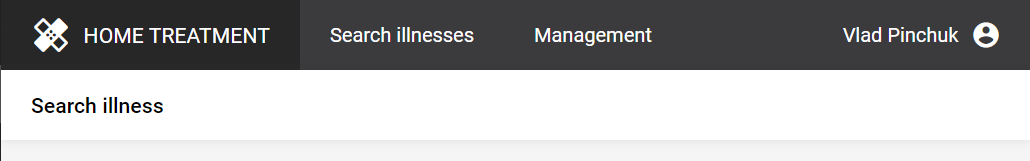 HOME TREATMENT Search illnesses Management Vlad Pinchuk
Search illness